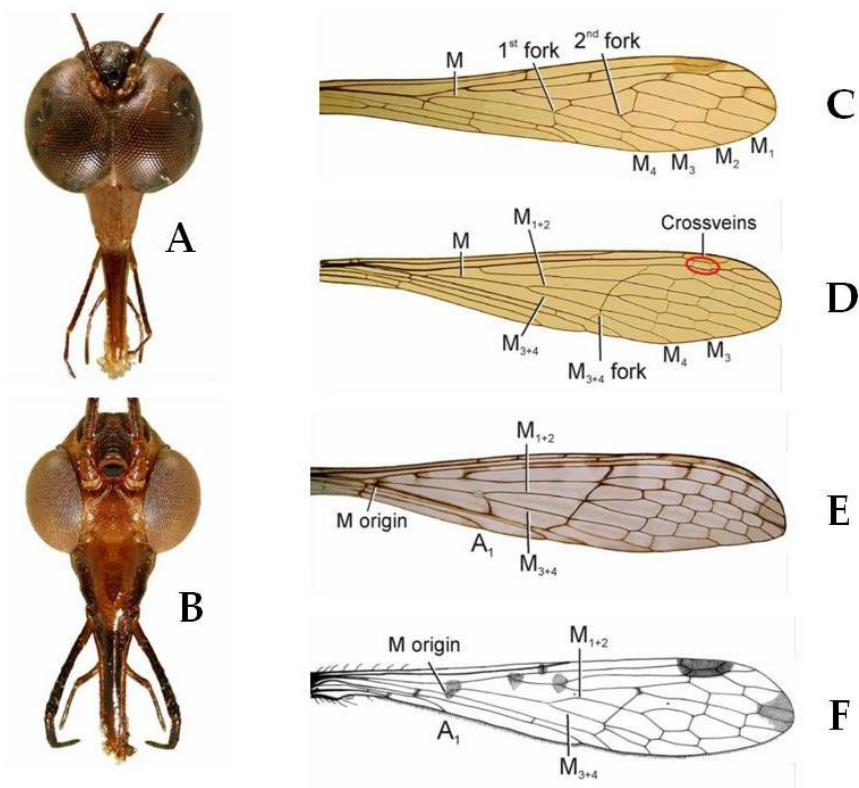 A
B
M 1st fork 2nd fork
M4 M3 M2 M1
C
M M1+2 Crossveins
M3+4 M3+4 fork M4 M3
D
M1+2
M origin
A1 M3+4
E
M origin M1+2
A1 M3+4
F